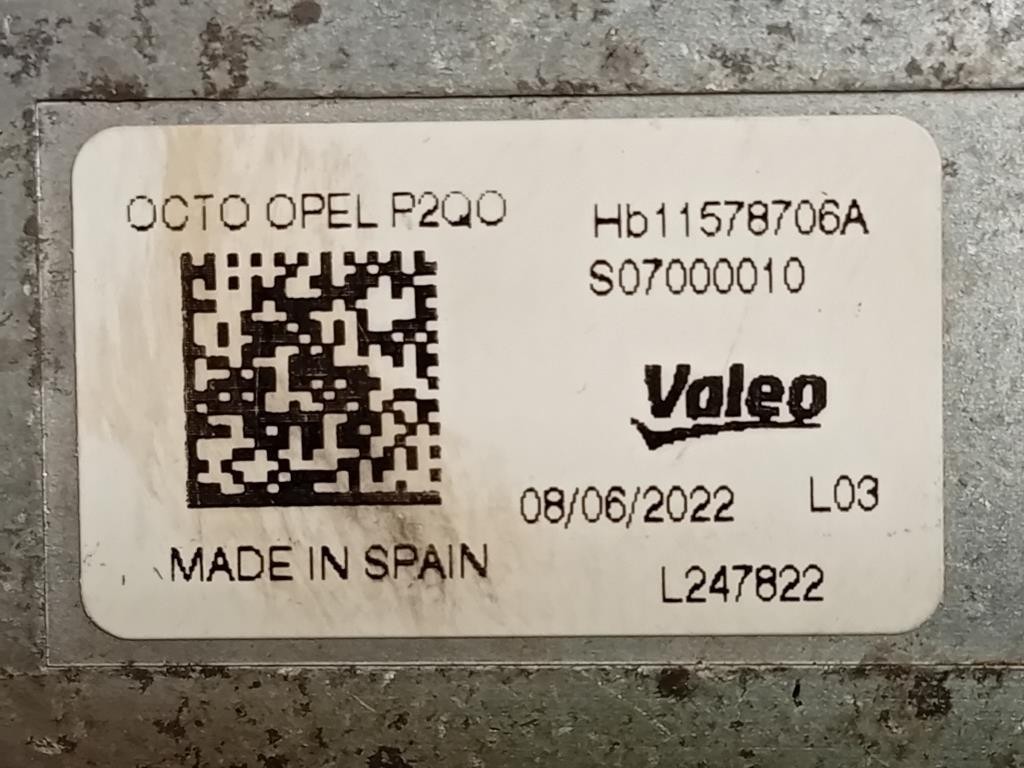 OCTO OPEL P2QO
Hb11578706A
S07000010
Valeo
08/06/2022 L03
MADE IN SPAIN
L247822